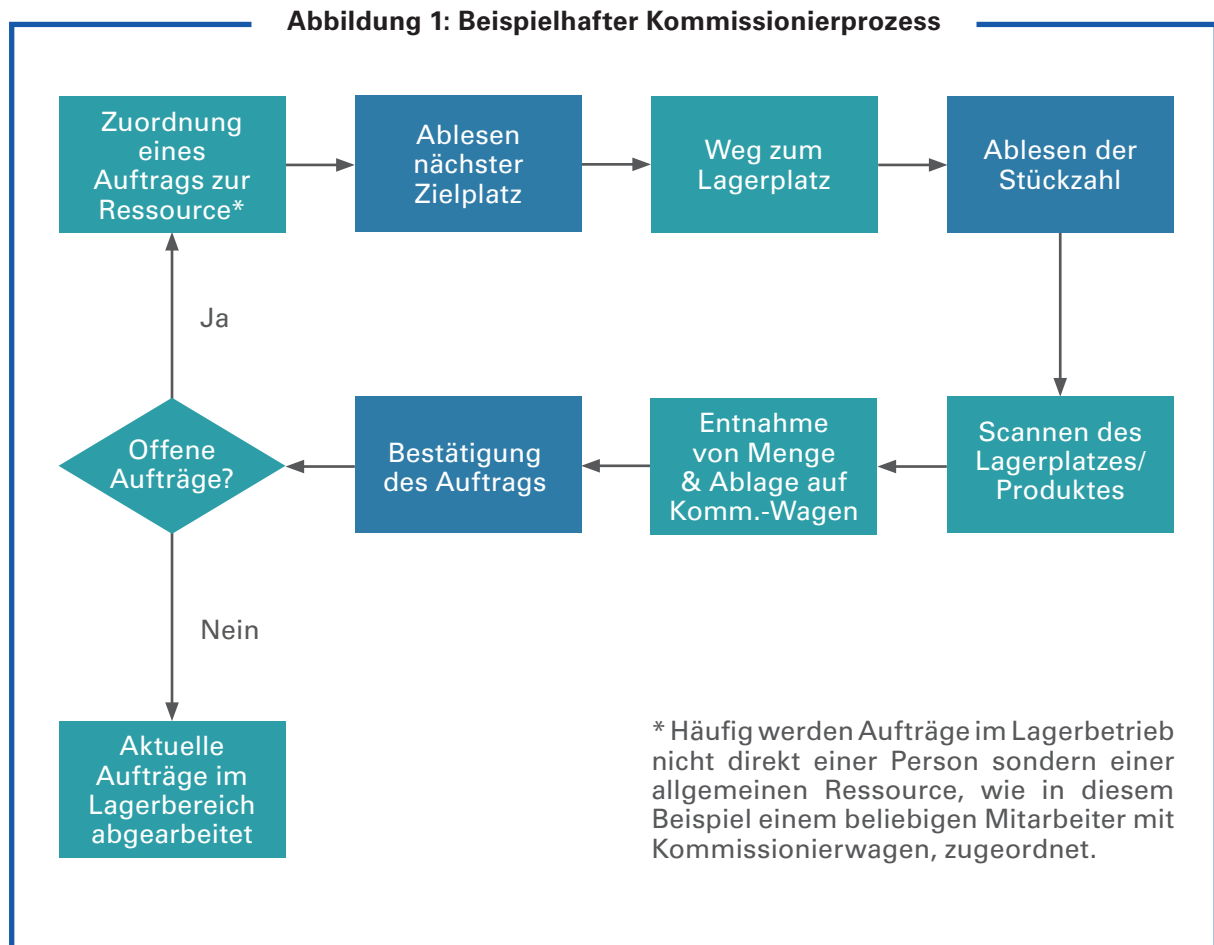 Abbildung 1: Beispielhafter Kommissionierprozess
Zuordnung
eines
Auftrags zur
Ressource*
Ablesen
nächster
Zielplatz
Weg zum
Lagerplatz
Ablesen der
Stückzahl
Ja
Offene
Aufträge?
Bestätigung
des Auftrags
Entnahme
von Menge
& Ablage auf
Komm.-Wagen
Scannen des
Lagerplatzes/
Produktes
Nein
Aktuelle
Aufträge im
Lagerbereich
abgearbeitet
* Häufig werden Aufträge im Lagerbetrieb
nicht direkt einer Person sondern einer
allgemeinen Ressource, wie in diesem
Beispiel einem beliebigen Mitarbeiter mit
Kommissionierwagen, zugeordnet.